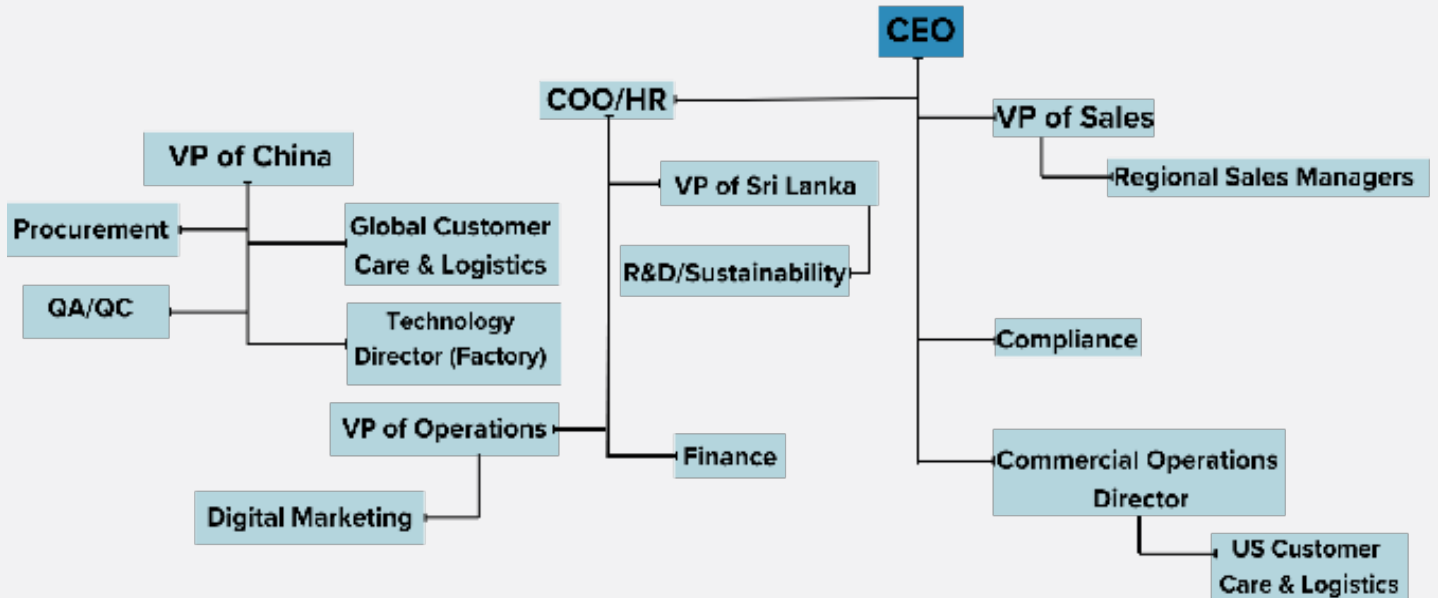 CEO
COO/HR
VP of Sales
VP of China
Regional Sales Managers
VP of Sri Lanka
Procurement
Global Customer
Care & Logistics
R&D/Sustainability
QA/QC
Technology
Director (Factory)
Compliance
VP of Operations
Finance
Commercial Operations
Director
Digital Marketing
US Customer
Care & Logistics